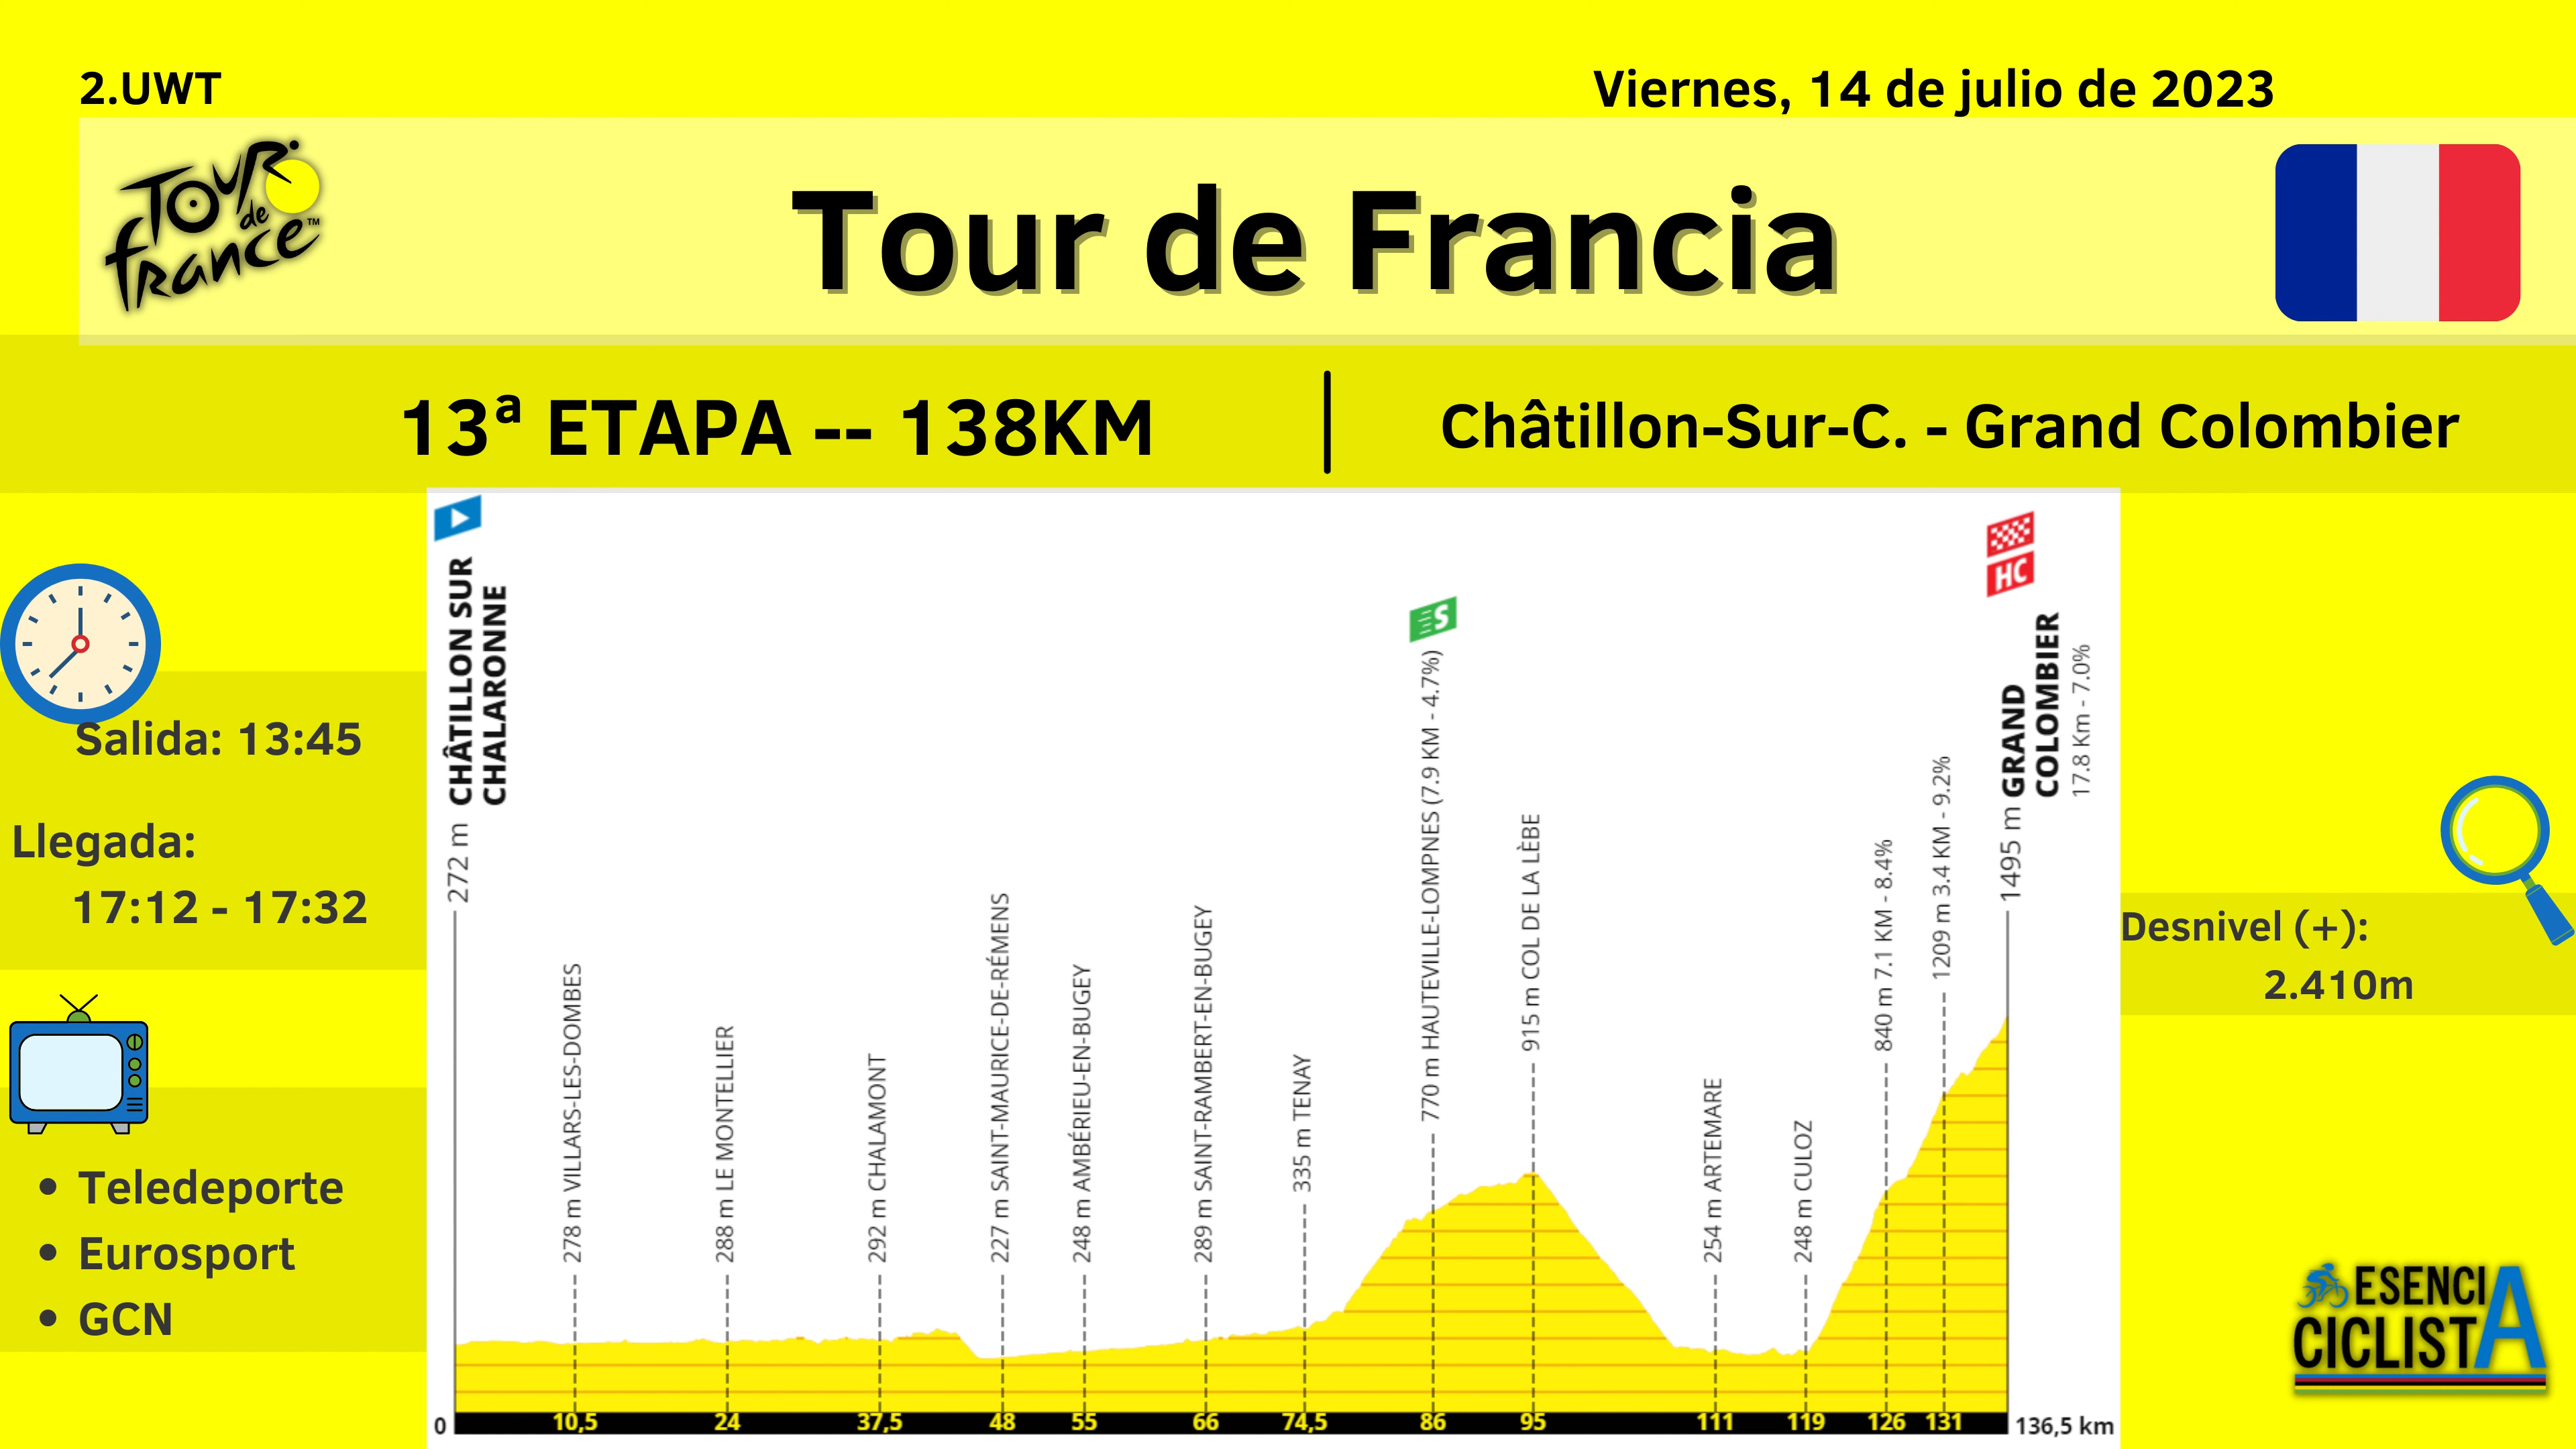 2.UWT
Viernes, 14 de julio de 2023
TOUR
de
france™
Tour de Francia
13ª ETAPA -- 138KM
Châtillon-Sur-C. - Grand Colombier
Salida: 13:45
Llegada:
17:12 - 17:32
• Teledeporte
• Eurosport
• GCN
272 m CHÂTILLON SUR
CHALARONNE
278 m VILLARS-LES-DOMBES
288 m LE MONTELLIER
292 m CHALAMONT
227 m SAINT-MAURICE-DE-RÉMENS
248 m AMBÉRIEU-EN-BUGEY
289 m SAINT-RAMBERT-EN-BUGEY
335 m TENAY
S
770 m HAUTEVILLE-LOMPNES (7.9 KM - 4.7%)
915 m COL DE LA LÈBE
254 m ARTEMARE
248 m CULOZ
840 m 7.1 KM - 8.4%
1209 m 3.4 KM - 9.2%
HC
1495 m GRAND
COLOMBIER
17.8 Km - 7.0%
0 10,5 24 37,5 48 55 66 74,5 86 95 111 119 126 131 136,5 km
Desnivel (+):
2.410m
ESENCIA
CICLISTA